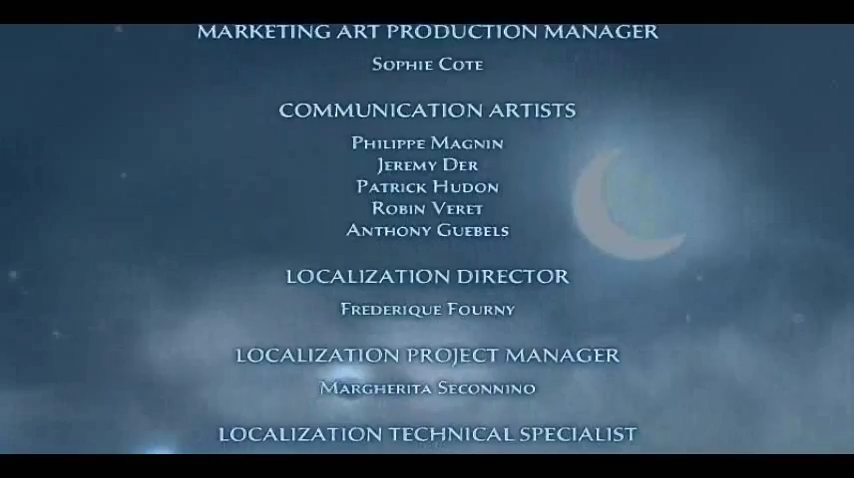 MARKETING ART PRODUCTION MANAGER
SOPHIE COTE
COMMUNICATION ARTISTS
PHILIPPE MAGNIN
JEREMY DER
PATRICK HUDON
ROBIN VERET
ANTHONY GUEBELS
LOCALIZATION DIRECTOR
FREDERIQUE FOURNY
LOCALIZATION PROJECT MANAGER
MARGHERITA SECONNINO
LOCALIZATION TECHNICAL SPECIALIST